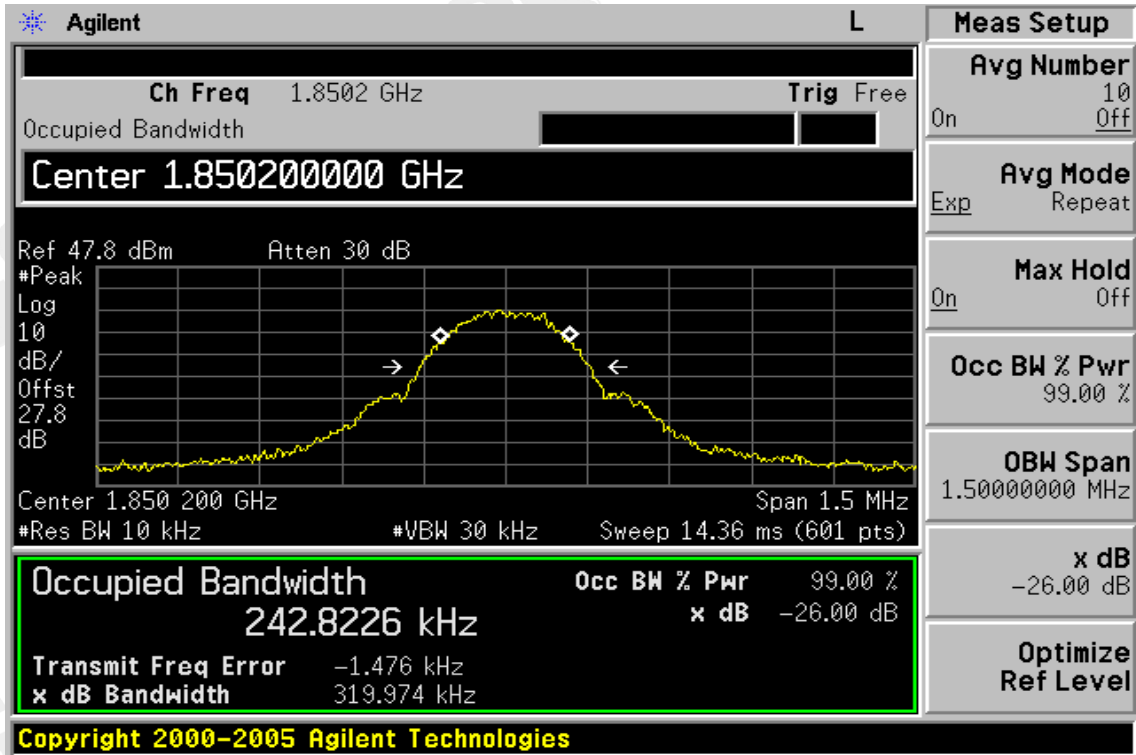 Agilent L
Ch Freq 1.8502 GHz Trig Free
Occupied Bandwidth
Center 1.850200000 GHz
Ref 47.8 dBm Atten 30 dB
#Peak
Log
10
dB/
Offst
27.8
dB
Center 1.850 200 GHz Span 1.5 MHz
#Res BW 10 kHz #VBW 30 kHz Sweep 14.36 ms (601 pts)
Occupied Bandwidth Occ BW % Pwr 99.00 %
242.8226 kHz x dB -26.00 dB
Transmit Freq Error -1.476 kHz
x dB Bandwidth 319.974 kHz
Copyright 2000-2005 Agilent Technologies
Meas Setup
Avg Number
10
On Off
Avg Mode
Exp Repeat
Max Hold
On Off
Occ BW % Pwr
99.00 %
OBW Span
1.50000000 MHz
x dB
-26.00 dB
Optimize
Ref Level